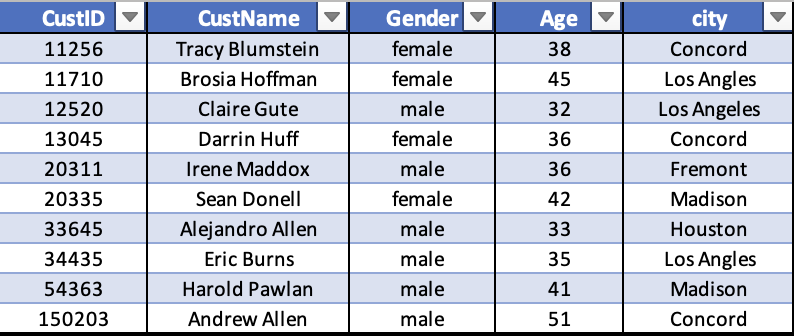 CustID CustName Gender Age city
11256 Tracy Blumstein female 38 Concord
11710 Brosia Hoffman female 45 Los Angles
12520 Claire Gute male 32 Los Angeles
13045 Darrin Huff female 36 Concord
20311 Irene Maddox male 36 Fremont
20335 Sean Donell female 42 Madison
33645 Alejandro Allen male 33 Houston
34435 Eric Burns male 35 Los Angles
54363 Harold Pawlan male 41 Madison
150203 Andrew Allen male 51 Concord